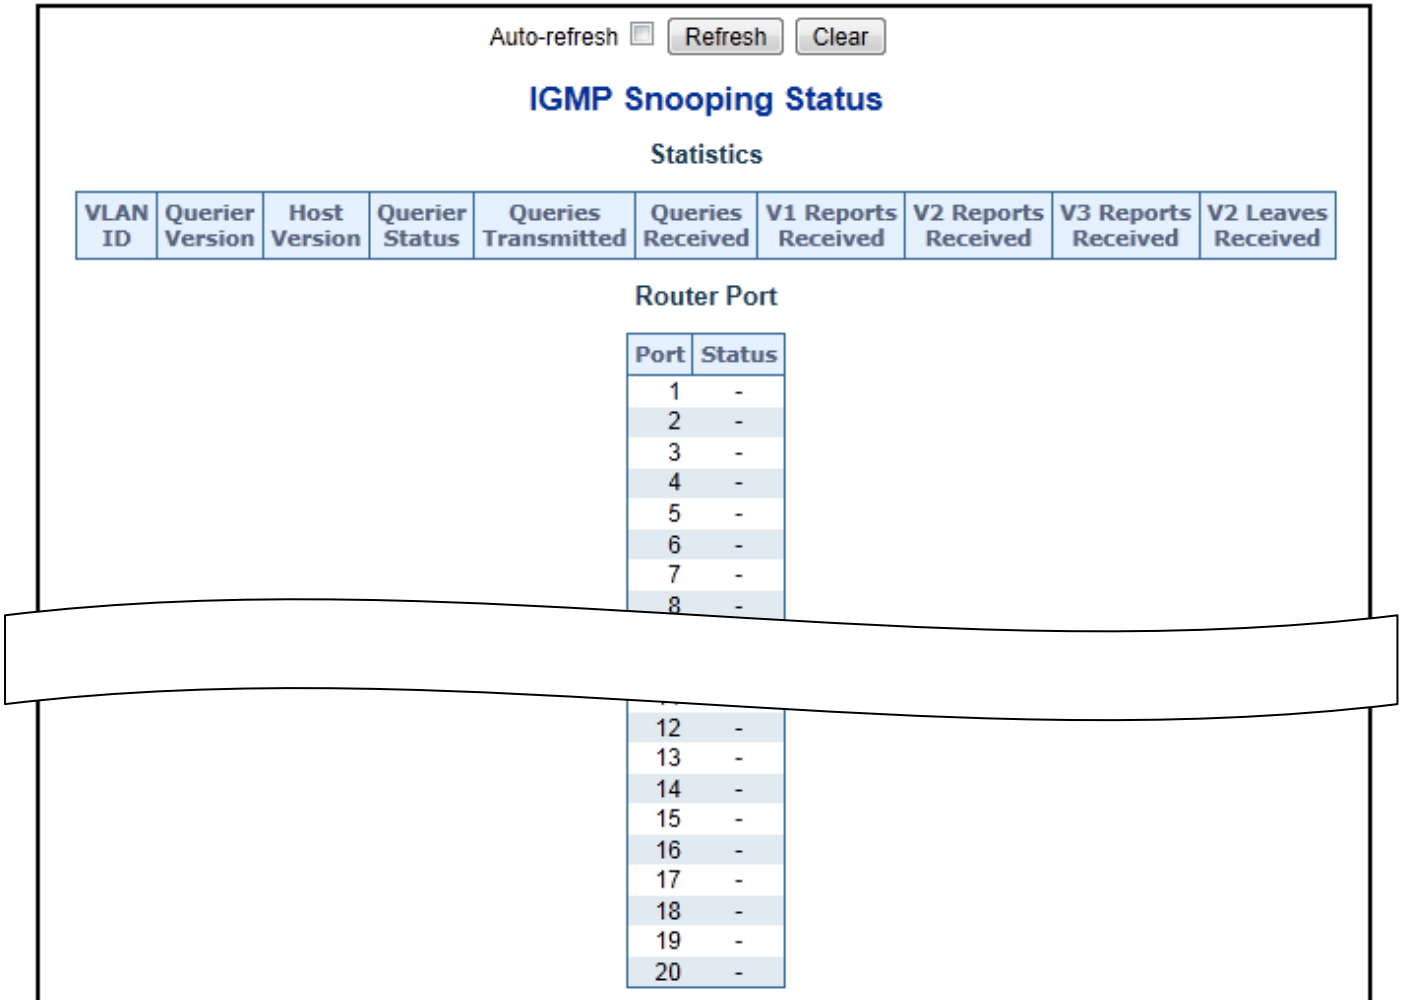 Auto-refresh Refresh Clear
IGMP Snooping Status
Statistics
VLAN ID Querier Version Host Version Querier Status Queries Transmitted Queries Received V1 Reports Received V2 Reports Received V3 Reports Received V2 Leaves Received
Router Port
Port Status
1 -
2 -
3 -
4 -
5 -
6 -
7 -
8 -
12 -
13 -
14 -
15 -
16 -
17 -
18 -
19 -
20 -